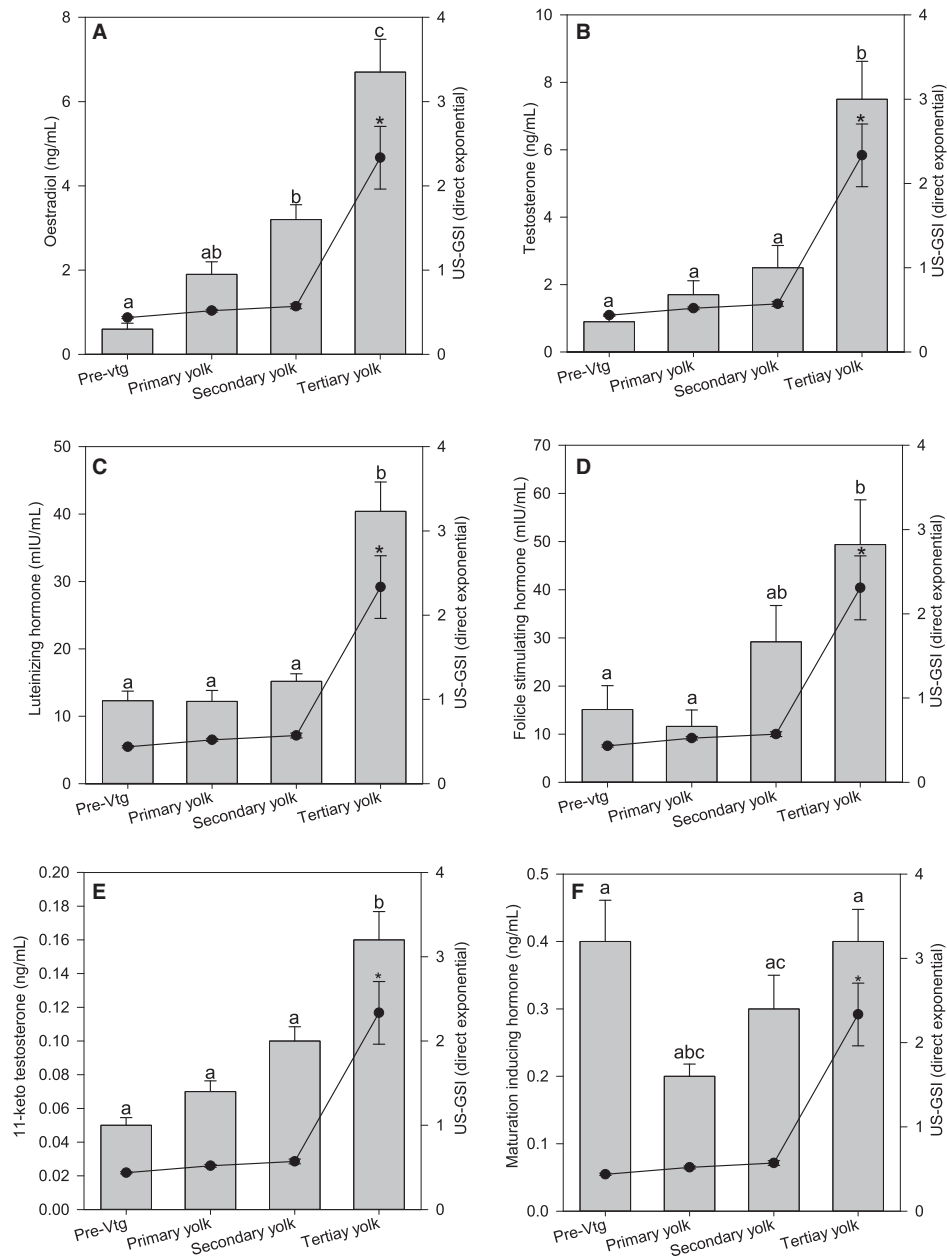 A
Oestradiol (ng/mL)
8
6
4
2
0
a
ab
b
c
*
4
3
2
1
0
US-GSI (direct exponential)
Pre-vtg
Primary yolk
Secondary yolk
Tertiary yolk
B
Testosterone (ng/mL)
10
8
6
4
2
0
a
a
a
b
*
4
3
2
1
0
US-GSI (direct exponential)
Pre-Vtg
Primary yolk
Secondary yolk
Tertiary yolk
C
Luteinizing hormone (mIU/mL)
50
40
30
20
10
0
a
a
a
b
*
4
3
2
1
0
US-GSI (direct exponential)
Pre-Vtg
Primary yolk
Secondary yolk
Tertiary yolk
D
Folicle stimulating hormone (mIU/mL)
70
60
50
40
30
20
10
0
a
a
ab
b
*
4
3
2
1
0
US-GSI (direct exponential)
Pre-vtg
Primary yolk
Secondary yolk
Tertiary yolk
E
11-keto testosterone (ng/mL)
0.20
0.18
0.16
0.14
0.12
0.10
0.08
0.06
0.04
0.02
0.00
a
a
a
b
*
4
3
2
1
0
US-GSI (direct exponential)
Pre-Vtg
Primary yolk
Secondary yolk
Tertiary yolk
F
Maturation inducing hormone (ng/mL)
0.5
0.4
0.3
0.2
0.1
0.0
a
abc
ac
a
*
4
3
2
1
0
US-GSI (direct exponential)
Pre-Vtg
Primary yolk
Secondary yolk
Tertiary yolk